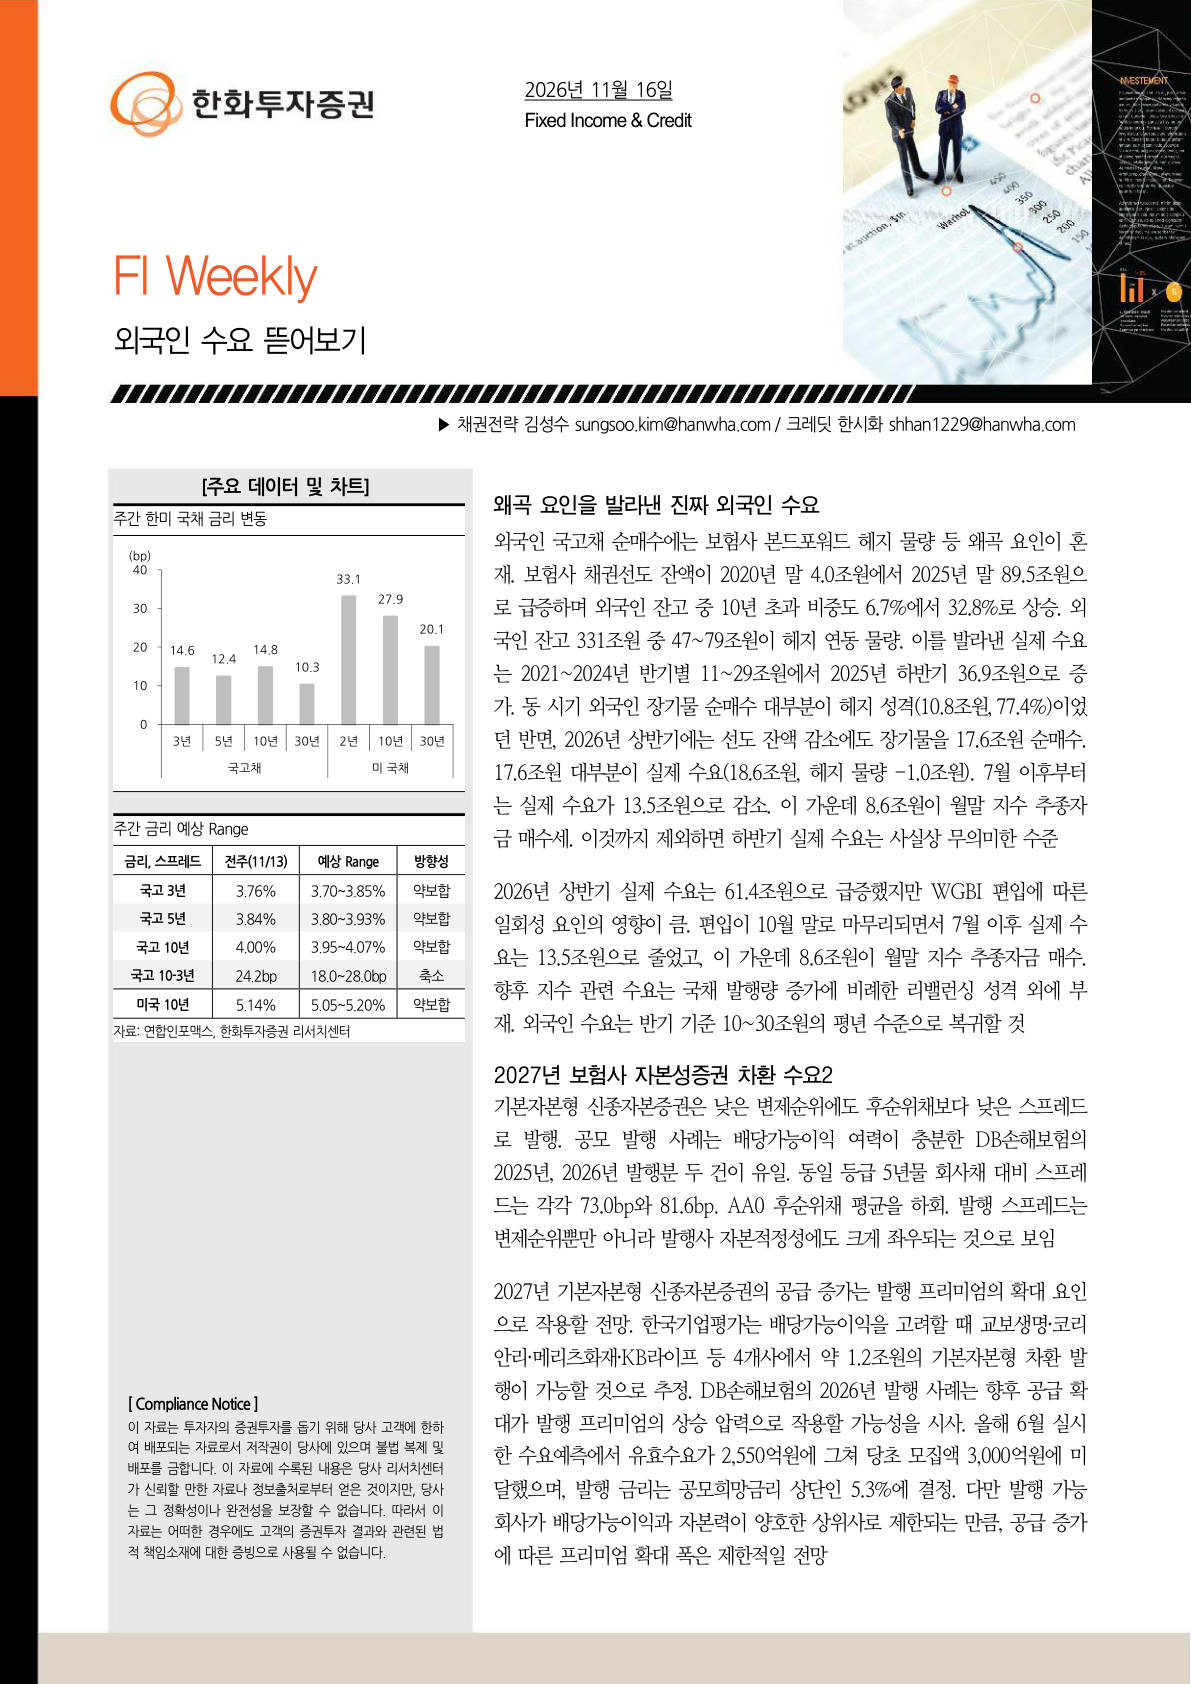 한화투자증권
2026년 11월 16일
Fixed Income & Credit
INVESTEMENT
Warhol
450
400
350
300
250
200
150
FI Weekly
외국인 수요 뜯어보기
▶ 채권전략 김성수 sungsoo.kim@hanwha.com / 크레딧 한시화 shhan1229@hanwha.com
[주요 데이터 및 차트]
주간 한미 국채 금리 변동
(bp)
40
30
20
10
0
14.6
12.4
14.8
10.3
33.1
27.9
20.1
3년 5년 10년 30년 2년 10년 30년
국고채 미 국채
주간 금리 예상 Range
금리, 스프레드 전주(11/13) 예상 Range 방향성
국고 3년 3.76% 3.70~3.85% 약보합
국고 5년 3.84% 3.80~3.93% 약보합
국고 10년 4.00% 3.95~4.07% 약보합
국고 10-3년 24.2bp 18.0~28.0bp 축소
미국 10년 5.14% 5.05~5.20% 약보합
자료: 연합인포맥스, 한화투자증권 리서치센터
[ Compliance Notice ]
이 자료는 투자자의 증권투자를 돕기 위해 당사 고객에 한하
여 배포되는 자료로서 저작권이 당사에 있으며 불법 복제 및
배포를 금합니다. 이 자료에 수록된 내용은 당사 리서치센터
가 신뢰할 만한 자료나 정보출처로부터 얻은 것이지만, 당사
는 그 정확성이나 완전성을 보장할 수 없습니다. 따라서 이
자료는 어떠한 경우에도 고객의 증권투자 결과와 관련된 법
적 책임소재에 대한 증빙으로 사용될 수 없습니다.
왜곡 요인을 발라낸 진짜 외국인 수요
외국인 국고채 순매수에는 보험사 본드포워드 헤지 물량 등 왜곡 요인이 혼
재. 보험사 채권선도 잔액이 2020년 말 4.0조원에서 2025년 말 89.5조원으
로 급증하며 외국인 잔고 중 10년 초과 비중도 6.7%에서 32.8%로 상승. 외
국인 잔고 331조원 중 47~79조원이 헤지 연동 물량. 이를 발라낸 실제 수요
는 2021~2024년 반기별 11~29조원에서 2025년 하반기 36.9조원으로 증
가. 동 시기 외국인 장기물 순매수 대부분이 헤지 성격(10.8조원, 77.4%)이었
던 반면, 2026년 상반기에는 선도 잔액 감소에도 장기물을 17.6조원 순매수.
17.6조원 대부분이 실제 수요(18.6조원, 헤지 물량 -1.0조원). 7월 이후부터
는 실제 수요가 13.5조원으로 감소. 이 가운데 8.6조원이 월말 지수 추종자
금 매수세. 이것까지 제외하면 하반기 실제 수요는 사실상 무의미한 수준
2026년 상반기 실제 수요는 61.4조원으로 급증했지만 WGBI 편입에 따른
일회성 요인의 영향이 큼. 편입이 10월 말로 마무리되면서 7월 이후 실제 수
요는 13.5조원으로 줄었고, 이 가운데 8.6조원이 월말 지수 추종자금 매수.
향후 지수 관련 수요는 국채 발행량 증가에 비례한 리밸런싱 성격 외에 부
재. 외국인 수요는 반기 기준 10~30조원의 평년 수준으로 복귀할 것
2027년 보험사 자본성증권 차환 수요2
기본자본형 신종자본증권은 낮은 변제순위에도 후순위채보다 낮은 스프레드
로 발행. 공모 발행 사례는 배당가능이익 여력이 충분한 DB손해보험의
2025년, 2026년 발행분 두 건이 유일. 동일 등급 5년물 회사채 대비 스프레
드는 각각 73.0bp와 81.6bp. AA0 후순위채 평균을 하회. 발행 스프레드는
변제순위뿐만 아니라 발행사 자본적정성에도 크게 좌우되는 것으로 보임
2027년 기본자본형 신종자본증권의 공급 증가는 발행 프리미엄의 확대 요인
으로 작용할 전망. 한국기업평가는 배당가능이익을 고려할 때 교보생명·코리
안리·메리츠화재·KB라이프 등 4개사에서 약 1.2조원의 기본자본형 차환 발
행이 가능할 것으로 추정. DB손해보험의 2026년 발행 사례는 향후 공급 확
대가 발행 프리미엄의 상승 압력으로 작용할 가능성을 시사. 올해 6월 실시
한 수요예측에서 유효수요가 2,550억원에 그쳐 당초 모집액 3,000억원에 미
달했으며, 발행 금리는 공모희망금리 상단인 5.3%에 결정. 다만 발행 가능
회사가 배당가능이익과 자본력이 양호한 상위사로 제한되는 만큼, 공급 증가
에 따른 프리미엄 확대 폭은 제한적일 전망